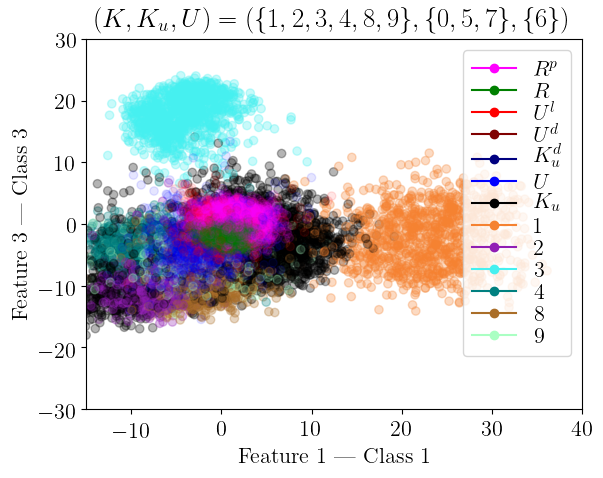 (K, K_u, U) = ({1, 2, 3, 4, 8, 9}, {0, 5, 7}, {6})
30
20
10
0
−10
−20
−30
−10
0
10
20
30
40
Feature 3 — Class 3
Feature 1 — Class 1
R^p
R
U^l
U^d
K_u^d
U
K_u
1
2
3
4
8
9